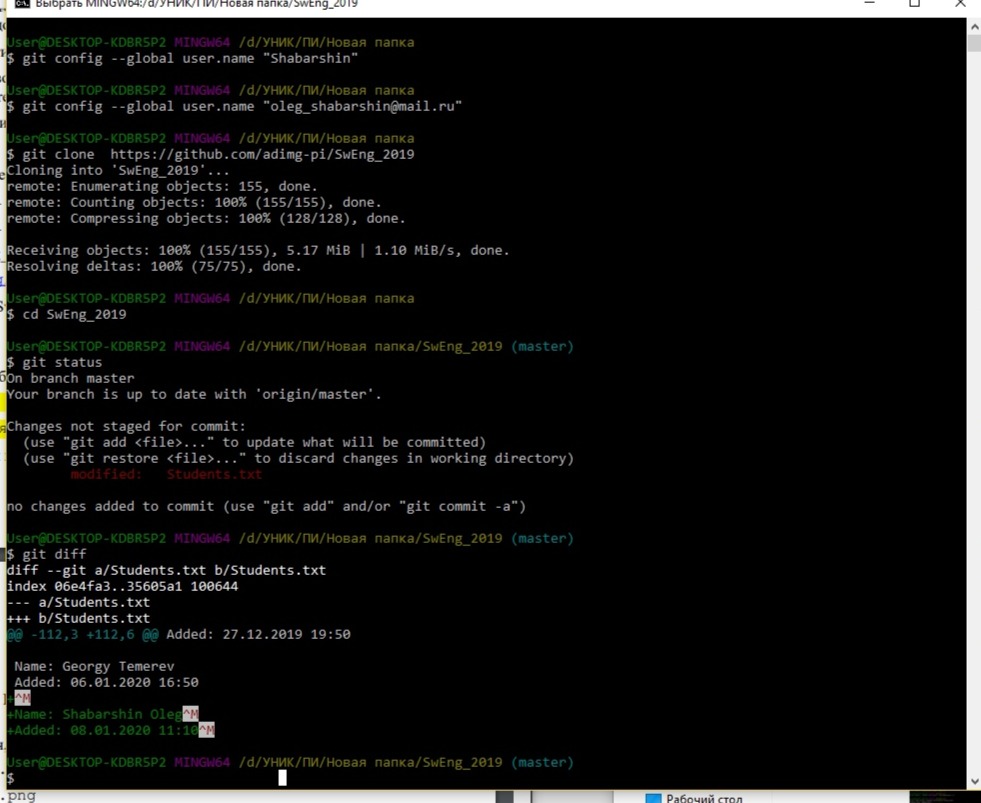 Выбрать MINGW64:/d/УНИК/ПИ/Новая папка/SwEng_2019
User@DESKTOP-KDBR5P2 MINGW64 /d/УНИК/ПИ/Новая папка
$ git config --global user.name "Shabarshin"
User@DESKTOP-KDBR5P2 MINGW64 /d/УНИК/ПИ/Новая папка
$ git config --global user.name "oleg_shabarshin@mail.ru"
User@DESKTOP-KDBR5P2 MINGW64 /d/УНИК/ПИ/Новая папка
$ git clone  https://github.com/adimg-pi/SwEng_2019
Cloning into 'SwEng_2019'...
remote: Enumerating objects: 155, done.
remote: Counting objects: 100% (155/155), done.
remote: Compressing objects: 100% (128/128), done.
Receiving objects: 100% (155/155), 5.17 MiB | 1.10 MiB/s, done.
Resolving deltas: 100% (75/75), done.
User@DESKTOP-KDBR5P2 MINGW64 /d/УНИК/ПИ/Новая папка
$ cd SwEng_2019
User@DESKTOP-KDBR5P2 MINGW64 /d/УНИК/ПИ/Новая папка/SwEng_2019 (master)
$ git status
On branch master
Your branch is up to date with 'origin/master'.
Changes not staged for commit:
  (use "git add <file>..." to update what will be committed)
  (use "git restore <file>..." to discard changes in working directory)
        modified:   Students.txt
no changes added to commit (use "git add" and/or "git commit -a")
User@DESKTOP-KDBR5P2 MINGW64 /d/УНИК/ПИ/Новая папка/SwEng_2019 (master)
$ git diff
diff --git a/Students.txt b/Students.txt
index 06e4fa3..35605a1 100644
--- a/Students.txt
+++ b/Students.txt
@@ -112,3 +112,6 @@ Added: 27.12.2019 19:50
 Name: Georgy Temerev
 Added: 06.01.2020 16:50
+^M
+Name: Shabarshin Oleg^M
+Added: 08.01.2020 11:10^M
User@DESKTOP-KDBR5P2 MINGW64 /d/УНИК/ПИ/Новая папка/SwEng_2019 (master)
$
.png
Рабочий стол